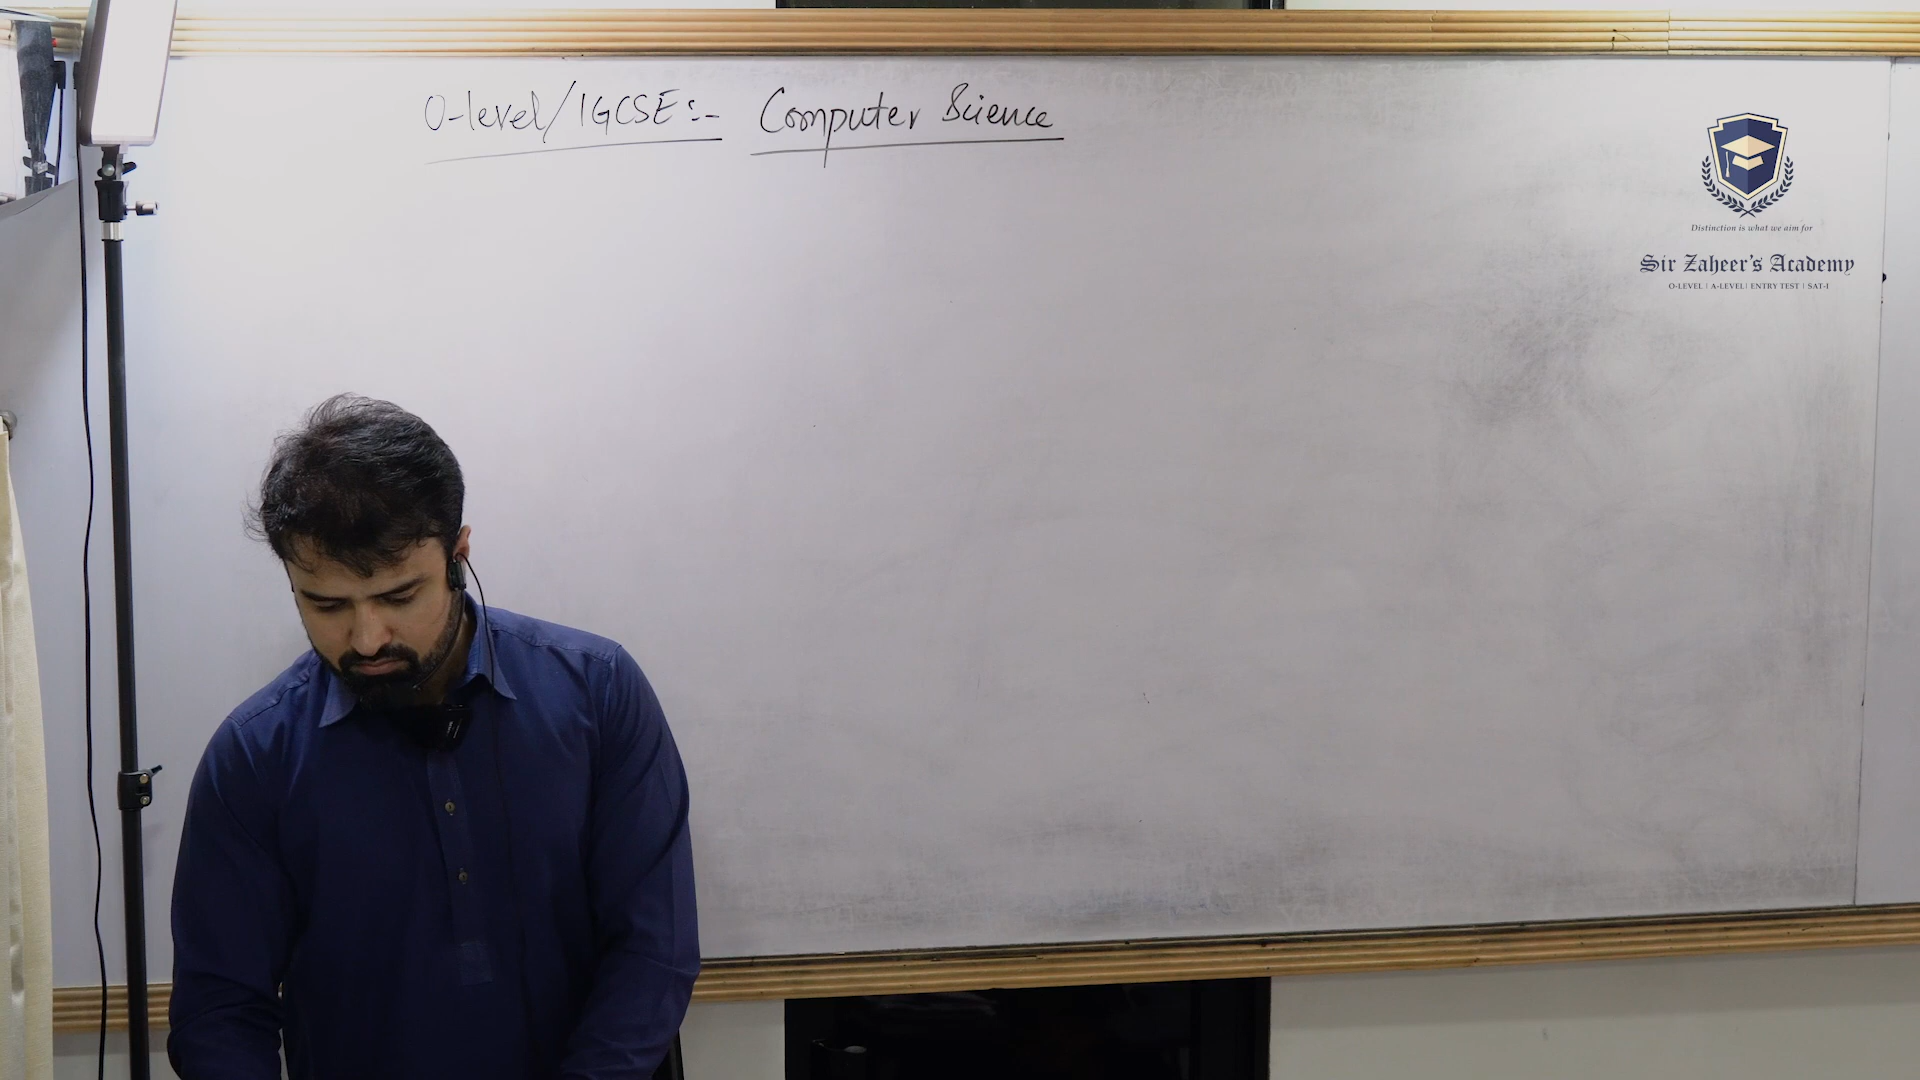 O-level/IGCSE:- Computer Science
Distinction is what we aim for
Sir Zaheer's Academy
O-LEVEL | A-LEVEL | ENTRY TEST | SAT-I